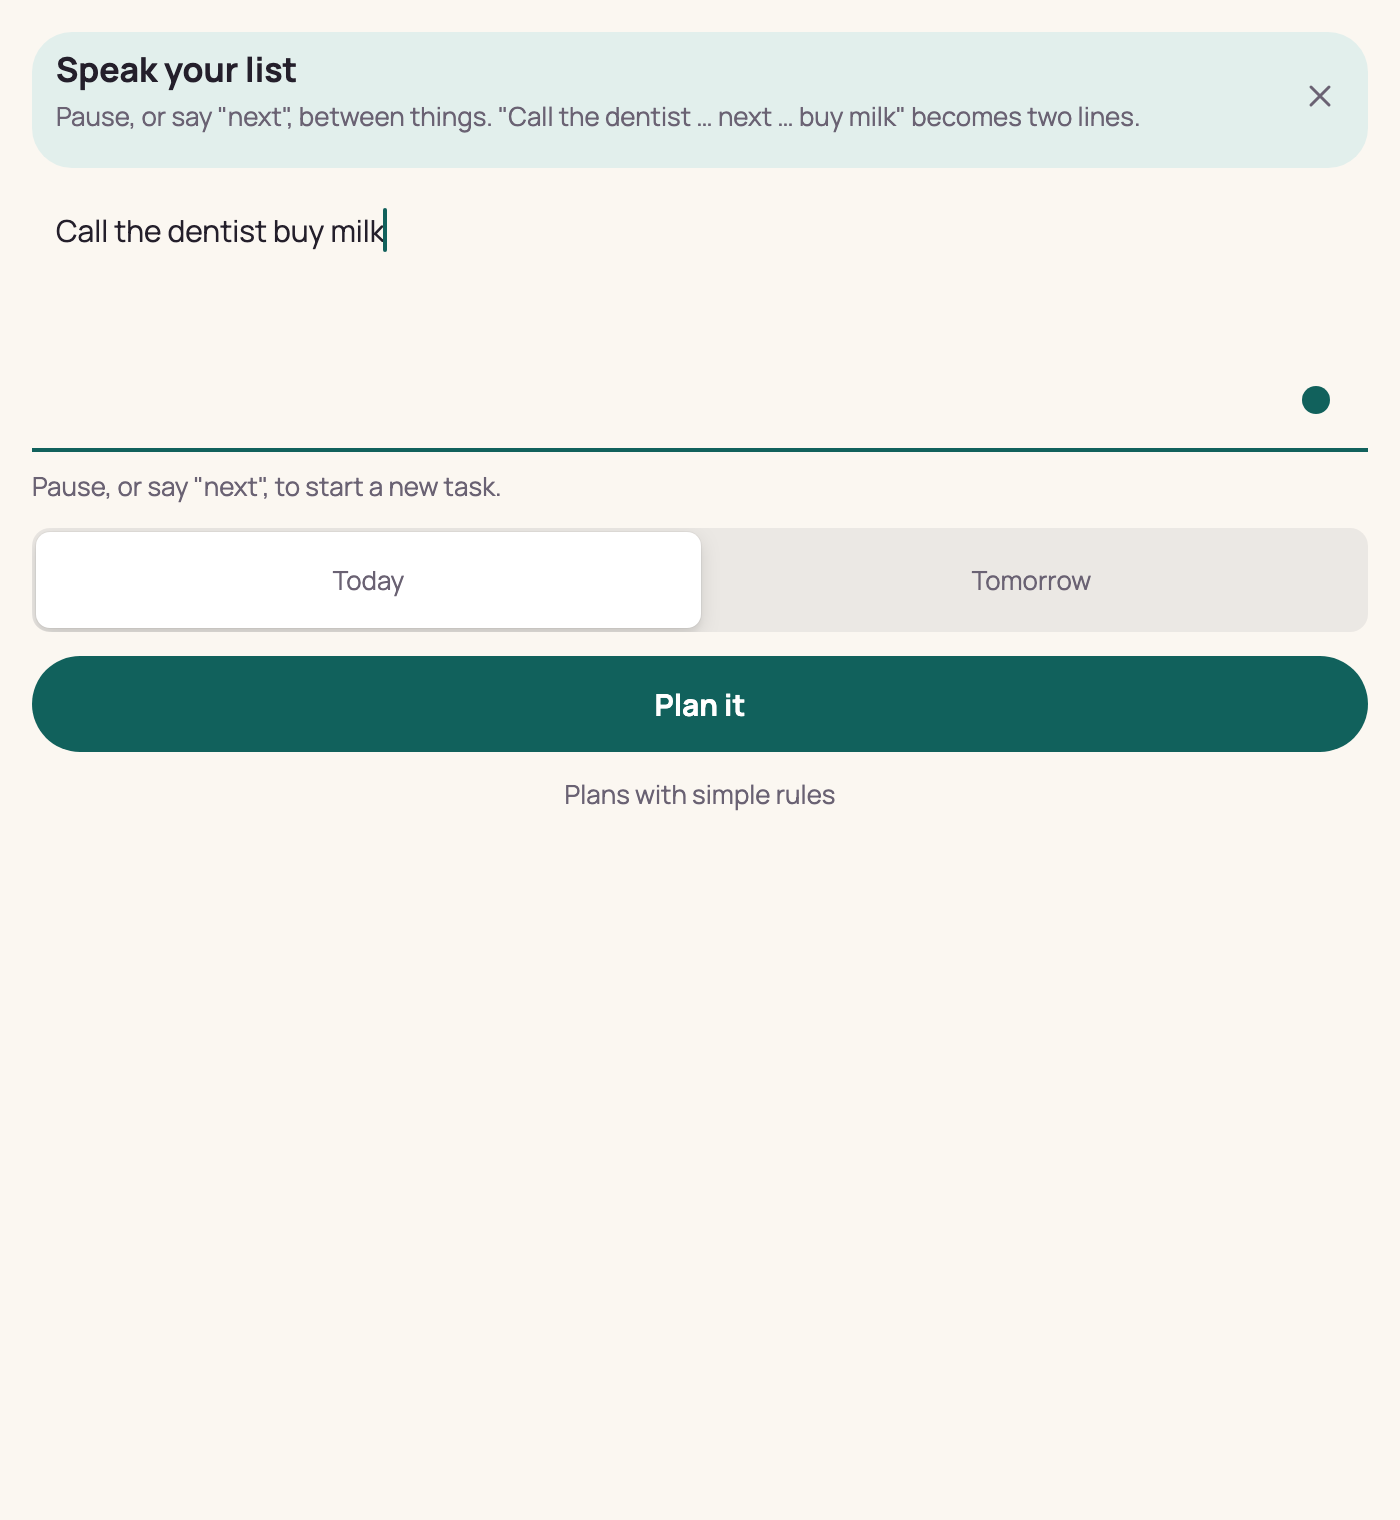 Speak your list
Pause, or say "next", between things. "Call the dentist ... next ... buy milk" becomes two lines.
Call the dentist buy milk
Pause, or say "next", to start a new task.
Today
Tomorrow
Plan it
Plans with simple rules